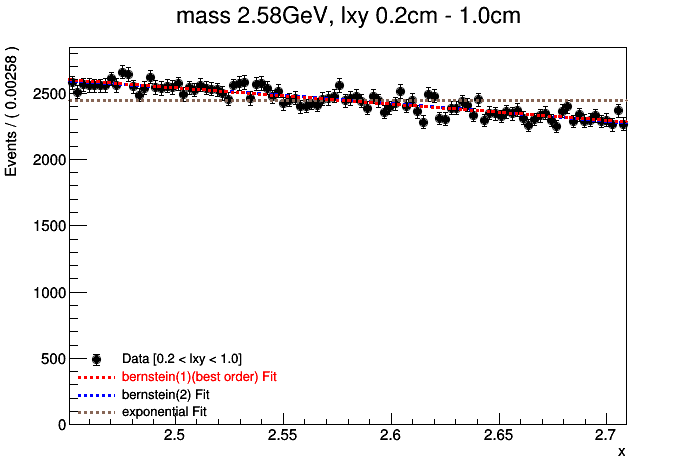 mass 2.58GeV, lxy 0.2cm - 1.0cm
Events / ( 0.00258 )
2500
2000
1500
1000
500
0
Data [0.2 < lxy < 1.0]
bernstein(1)(best order) Fit
bernstein(2) Fit
exponential Fit
2.5 2.55 2.6 2.65 2.7
x